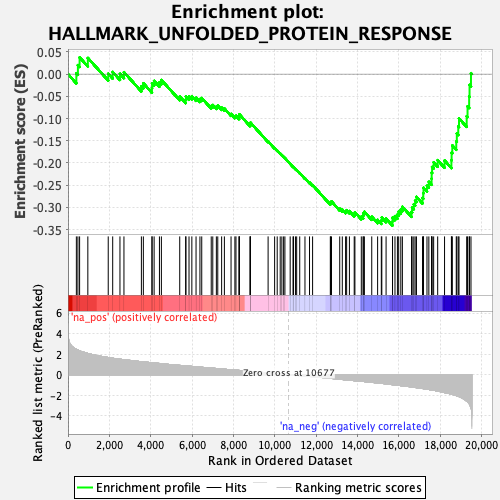 Enrichment plot:
HALLMARK_UNFOLDED_PROTEIN_RESPONSE
Enrichment score (ES)
0.05
0.00
-0.05
-0.10
-0.15
-0.20
-0.25
-0.30
-0.35
Ranked list metric (PreRanked)
6
4
2
0
-2
-4
'na_pos' (positively correlated)
Zero cross at 10677
'na_neg' (negatively correlated)
0
2,000
4,000
6,000
8,000
10,000
12,000
14,000
16,000
18,000
20,000
Rank in Ordered Dataset
Enrichment profile
Hits
Ranking metric scores